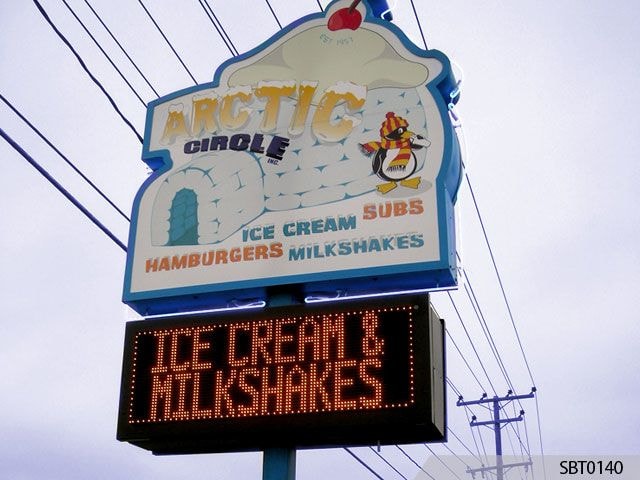 EST 1957
ARCTIC
CIRCLE
INC.
SUBS
ICE CREAM
HAMBURGERS MILKSHAKES
ICE CREAM &
MILKSHAKES
SBT0140